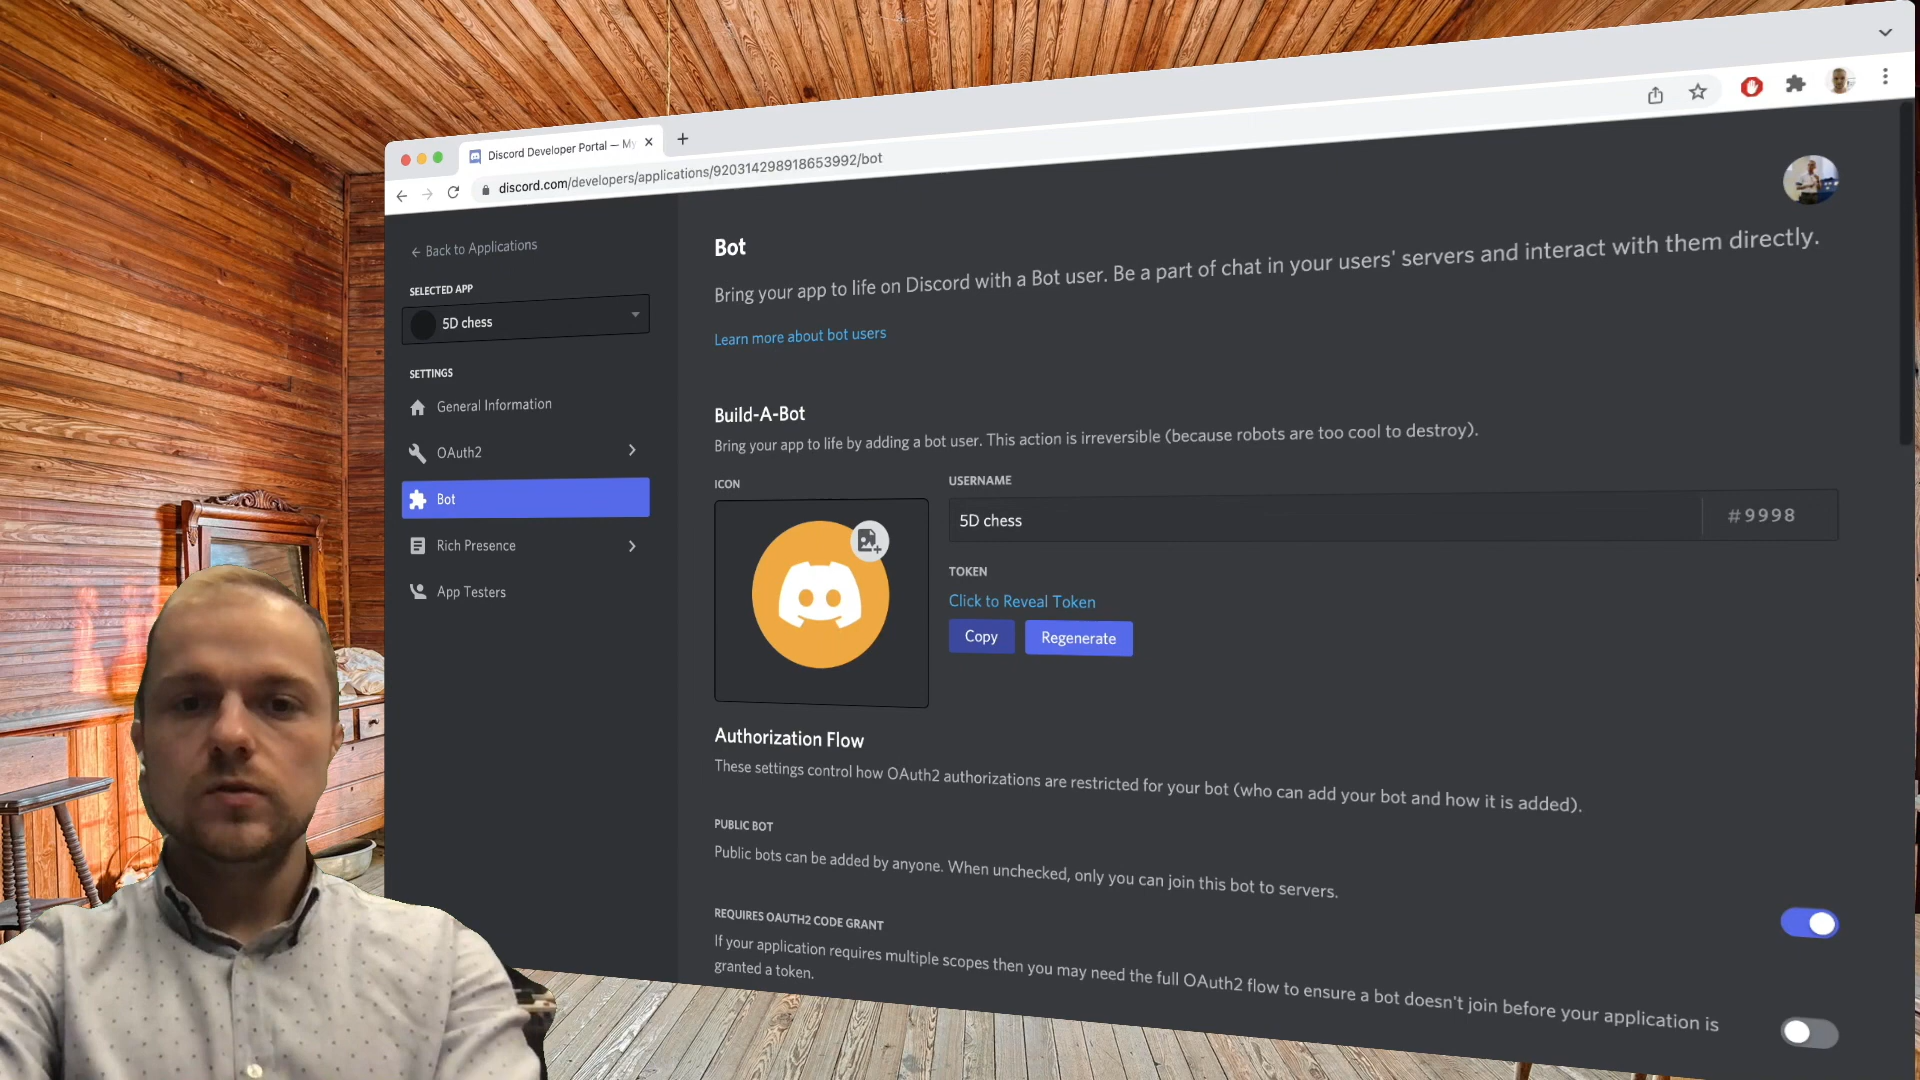 Discord Developer Portal — My
discord.com/developers/applications/920314298918653992/bot
← Back to Applications
SELECTED APP
5D chess
SETTINGS
General Information
OAuth2
Bot
Rich Presence
App Testers
Bot
Bring your app to life on Discord with a Bot user. Be a part of chat in your users' servers and interact with them directly.
Learn more about bot users
Build-A-Bot
Bring your app to life by adding a bot user. This action is irreversible (because robots are too cool to destroy).
ICON
USERNAME
5D chess
#9998
TOKEN
Click to Reveal Token
Copy
Regenerate
Authorization Flow
These settings control how OAuth2 authorizations are restricted for your bot (who can add your bot and how it is added).
PUBLIC BOT
Public bots can be added by anyone. When unchecked, only you can join this bot to servers.
REQUIRES OAUTH2 CODE GRANT
If your application requires multiple scopes then you may need the full OAuth2 flow to ensure a bot doesn't join before your application is
granted a token.